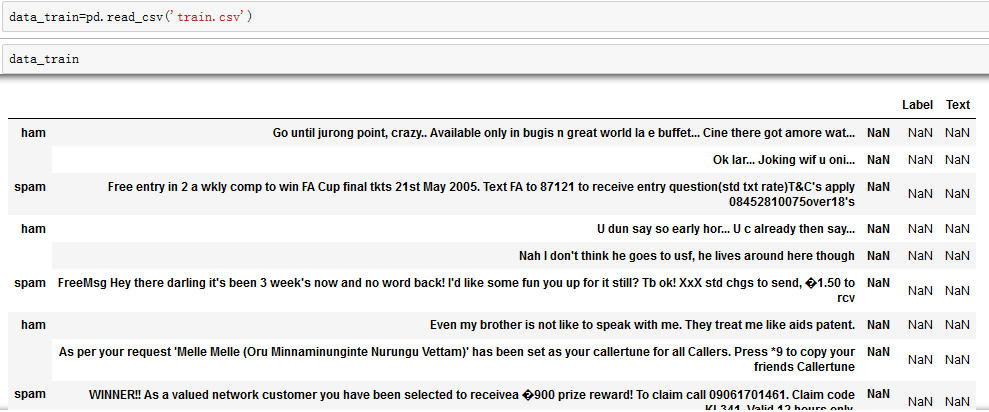 data_train=pd.read_csv('train.csv')
data_train
Label Text
ham Go until jurong point, crazy.. Available only in bugis n great world la e buffet... Cine there got amore wat... NaN NaN NaN
Ok lar... Joking wif u oni... NaN NaN NaN
spam Free entry in 2 a wkly comp to win FA Cup final tkts 21st May 2005. Text FA to 87121 to receive entry question(std txt rate)T&C's apply NaN NaN NaN
08452810075over18's
ham U dun say so early hor... U c already then say... NaN NaN NaN
Nah I don't think he goes to usf, he lives around here though NaN NaN NaN
spam FreeMsg Hey there darling it's been 3 week's now and no word back! I'd like some fun you up for it still? Tb ok! XxX std chgs to send, �1.50 to NaN NaN NaN
rcv
ham Even my brother is not like to speak with me. They treat me like aids patent. NaN NaN NaN
As per your request 'Melle Melle (Oru Minnaminunginte Nurungu Vettam)' has been set as your callertune for all Callers. Press *9 to copy your NaN NaN NaN
friends Callertune
spam WINNER!! As a valued network customer you have been selected to receivea �900 prize reward! To claim call 09061701461. Claim code NaN NaN NaN
KL341. Valid 12 hours only.